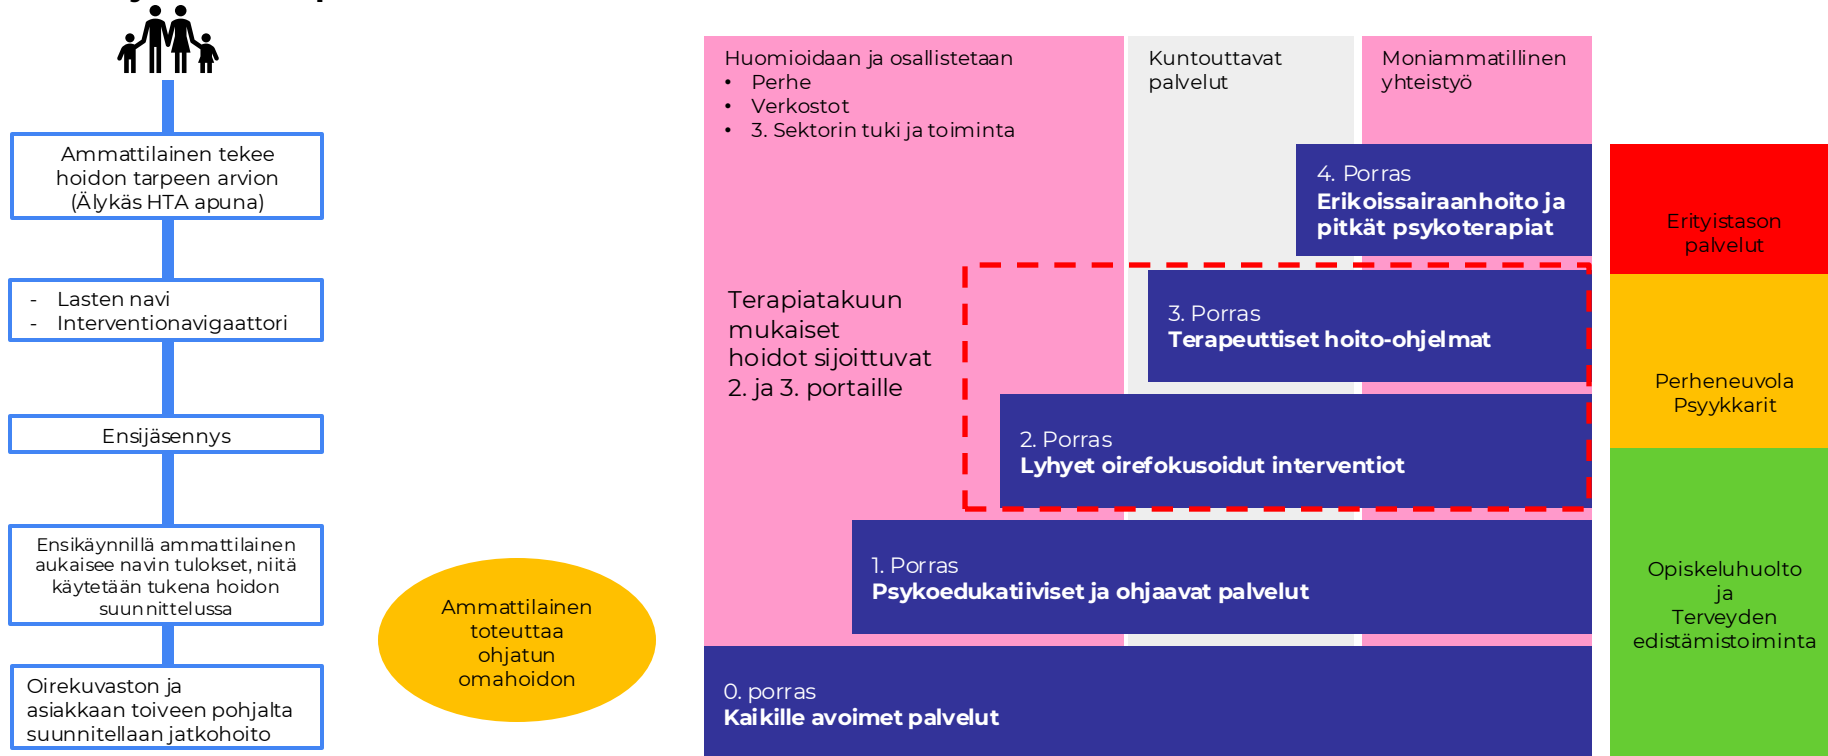 Ammattilainen tekee
hoidon tarpeen arvion
(Älykäs HTA apuna)
- Lasten navi
- Interventionavigaattori
Ensijäsennys
Ensikäynnillä ammattilainen
aukaisee navin tulokset, niitä
käytetään tukena hoidon
suunnittelussa
Oirekuvaston ja
asiakkaan toiveen pohjalta
suunnitellaan jatkohoito
Ammattilainen
toteuttaa
ohjatun
omahoidon
Huomioidaan ja osallistetaan
• Perhe
• Verkostot
• 3. Sektorin tuki ja toiminta
Kuntouttavat
palvelut
Moniammatillinen
yhteistyö
Terapiatakuun
mukaiset
hoidot sijoittuvat
2. ja 3. portaille
4. Porras
Erikoissairaanhoito ja
pitkät psykoterapiat
3. Porras
Terapeuttiset hoito-ohjelmat
2. Porras
Lyhyet oirefokusoidut interventiot
1. Porras
Psykoedukatiiviset ja ohjaavat palvelut
0. porras
Kaikille avoimet palvelut
Erityistason
palvelut
Perheneuvola
Psyykkarit
Opiskeluhuolto
ja
Terveyden
edistämistoiminta